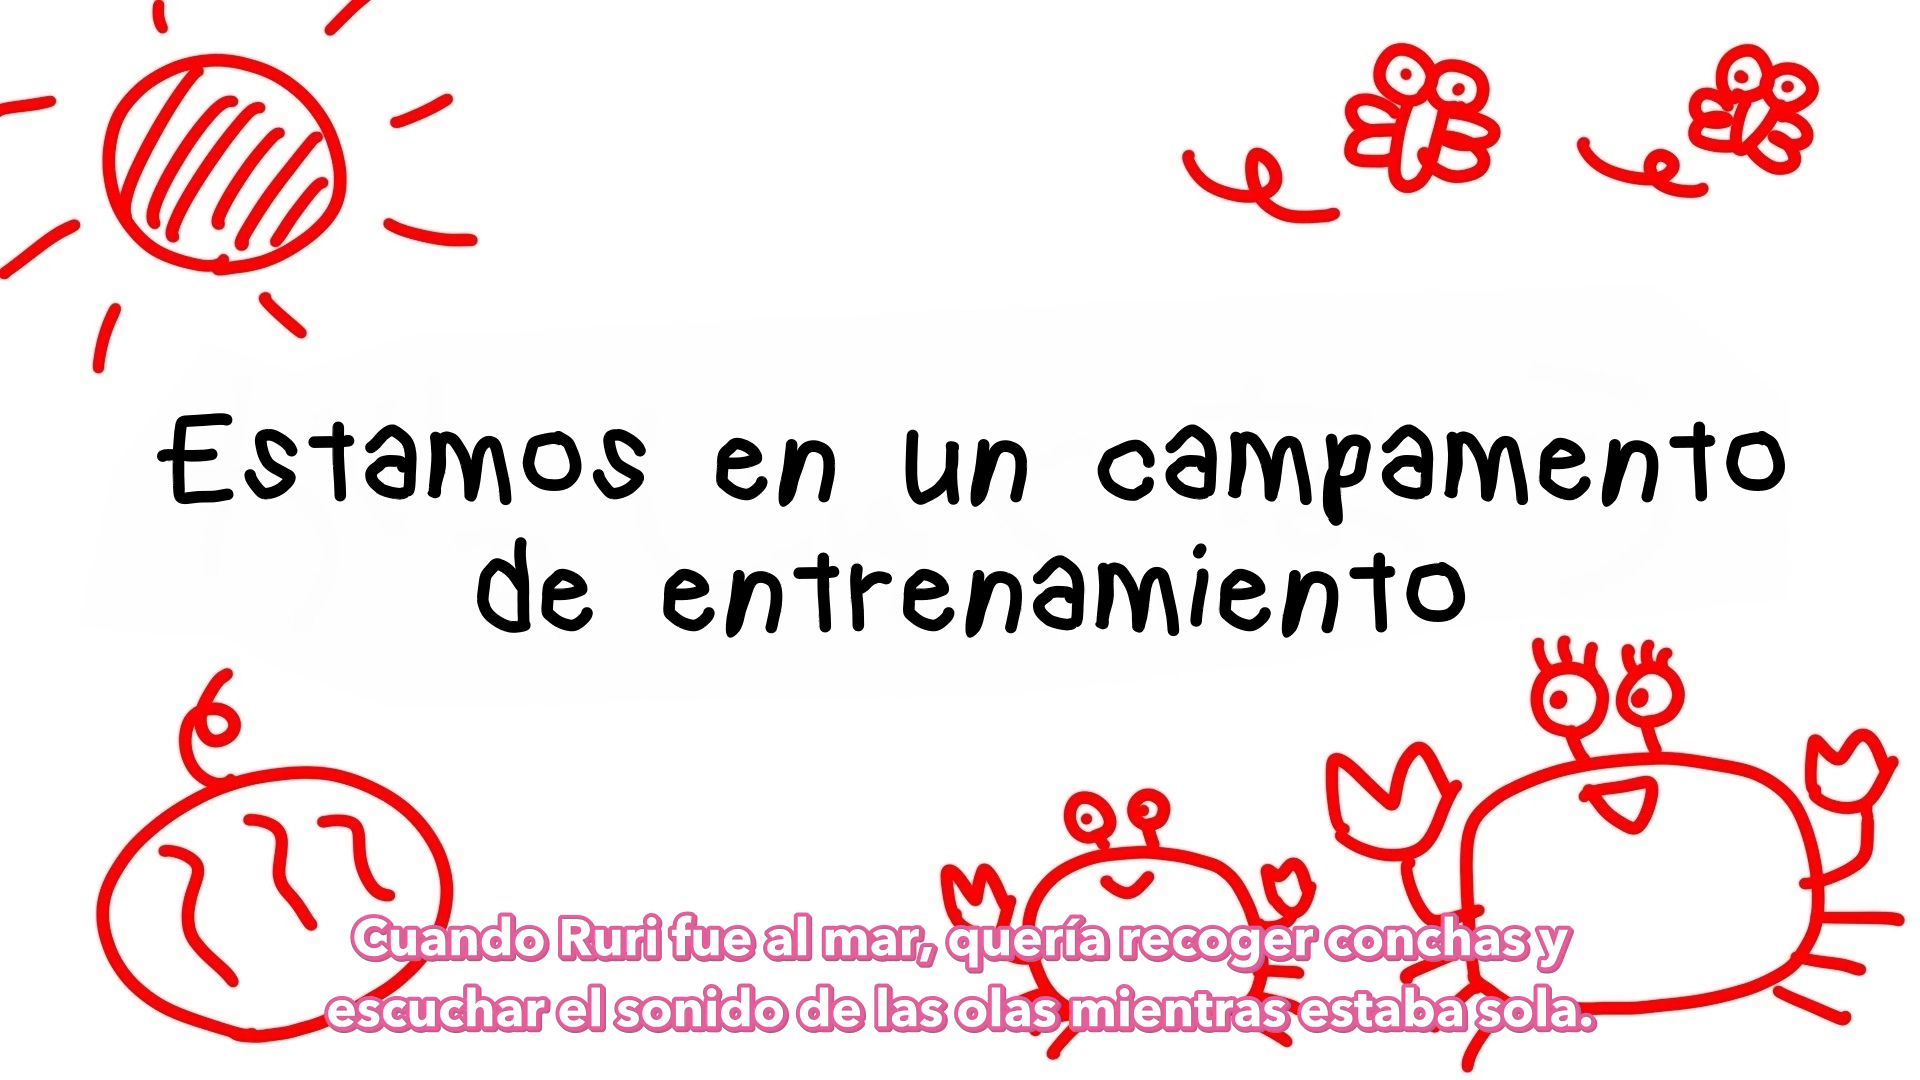 Estamos en un campamento
de entrenamiento
Cuando Ruri fue al mar, quería recoger conchas y
escuchar el sonido de las olas mientras estaba sola.